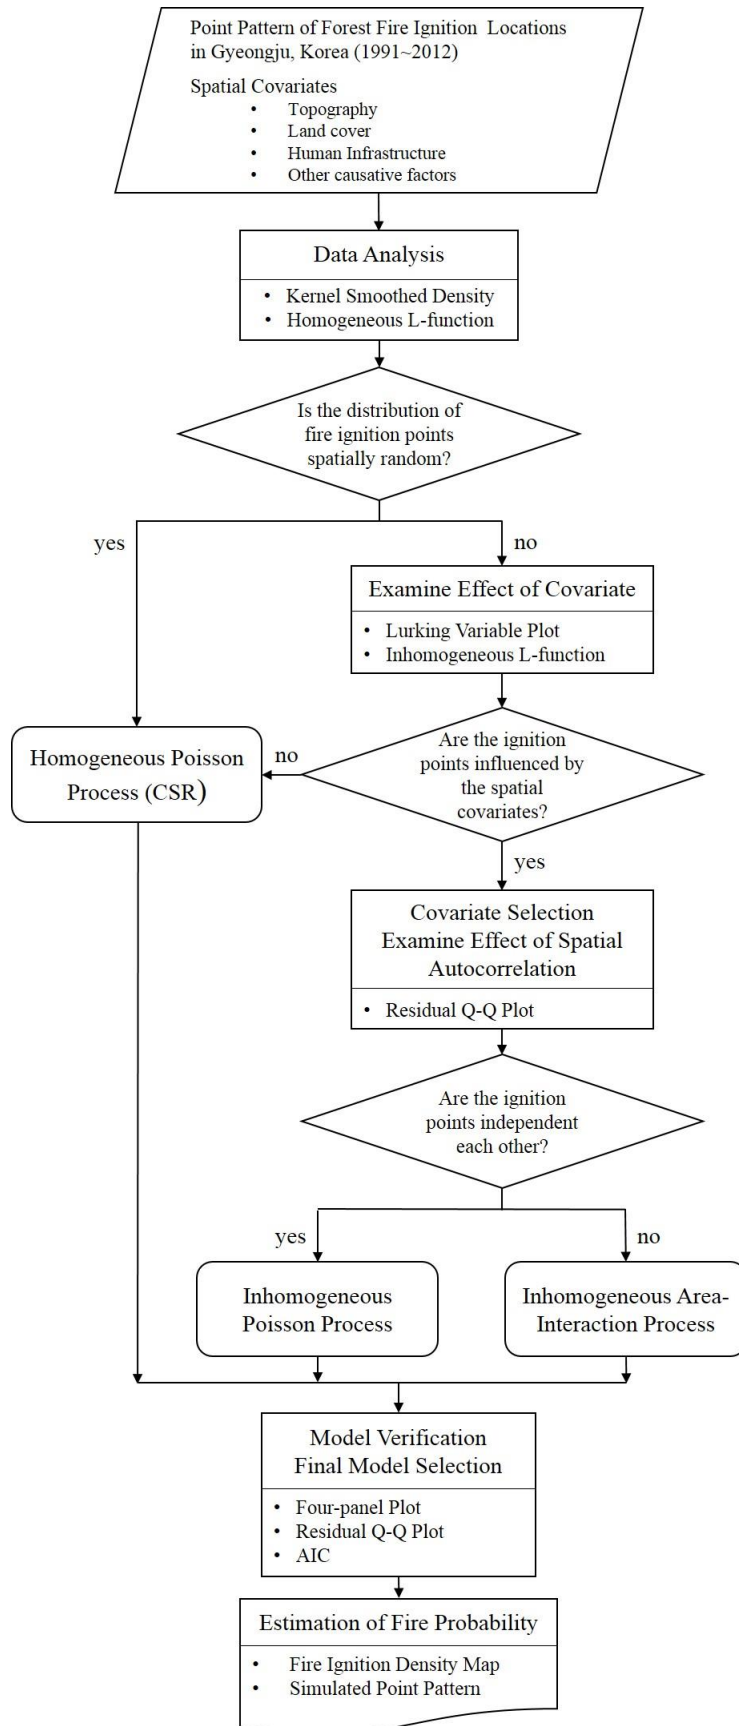 Point Pattern of Forest Fire Ignition Locations
in Gyeongju, Korea (1991~2012)
Spatial Covariates
• Topography
• Land cover
• Human Infrastructure
• Other causative factors
Data Analysis
• Kernel Smoothed Density
• Homogeneous L-function
Is the distribution of
fire ignition points
spatially random?
yes
no
Examine Effect of Covariate
• Lurking Variable Plot
• Inhomogeneous L-function
Homogeneous Poisson
Process (CSR)
no
Are the ignition
points influenced by
the spatial
covariates?
yes
Covariate Selection
Examine Effect of Spatial
Autocorrelation
• Residual Q-Q Plot
Are the ignition
points independent
each other?
yes
no
Inhomogeneous
Poisson Process
Inhomogeneous Area-
Interaction Process
Model Verification
Final Model Selection
• Four-panel Plot
• Residual Q-Q Plot
• AIC
Estimation of Fire Probability
• Fire Ignition Density Map
• Simulated Point Pattern